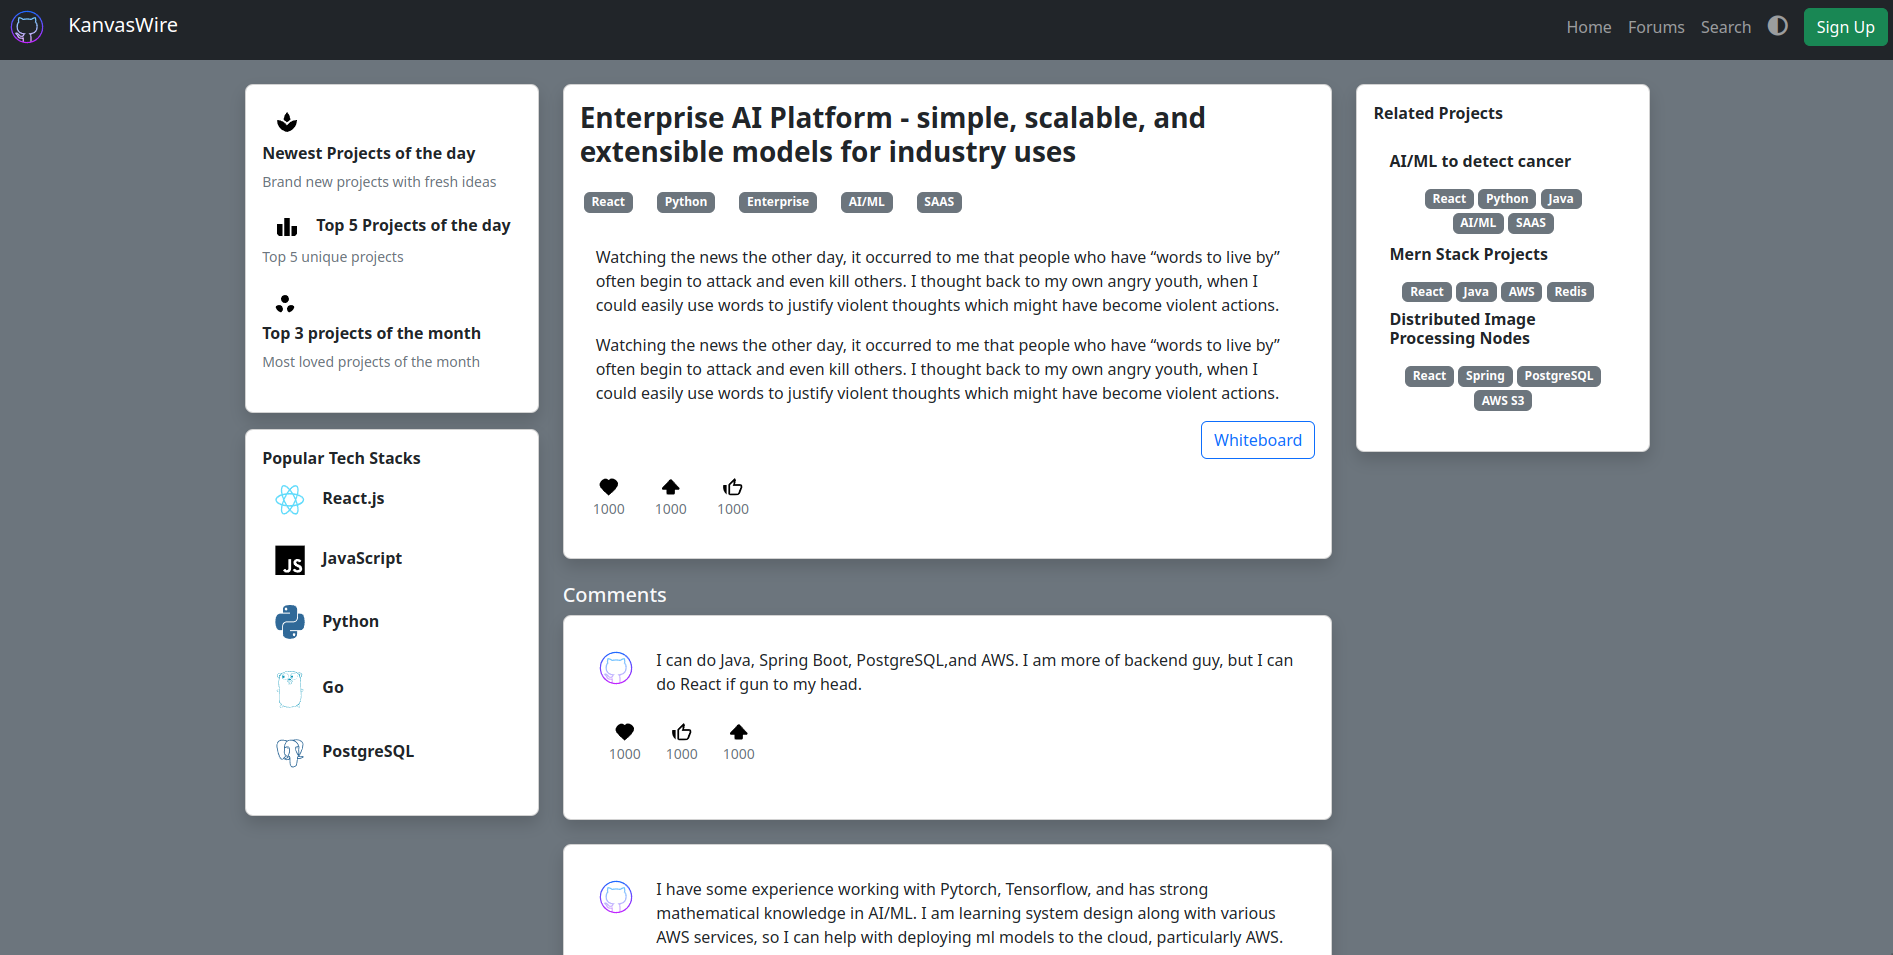 KanvasWire
Home Forums Search Sign Up
Newest Projects of the day
Brand new projects with fresh ideas
Top 5 Projects of the day
Top 5 unique projects
Top 3 projects of the month
Most loved projects of the month
Popular Tech Stacks
React.js
JS
JavaScript
Python
Go
PostgreSQL
Enterprise AI Platform - simple, scalable, and
extensible models for industry uses
React Python Enterprise AI/ML SAAS
Watching the news the other day, it occurred to me that people who have “words to live by”
often begin to attack and even kill others. I thought back to my own angry youth, when I
could easily use words to justify violent thoughts which might have become violent actions.
Watching the news the other day, it occurred to me that people who have “words to live by”
often begin to attack and even kill others. I thought back to my own angry youth, when I
could easily use words to justify violent thoughts which might have become violent actions.
Whiteboard
1000 1000 1000
Comments
I can do Java, Spring Boot, PostgreSQL,and AWS. I am more of backend guy, but I can
do React if gun to my head.
1000 1000 1000
I have some experience working with Pytorch, Tensorflow, and has strong
mathematical knowledge in AI/ML. I am learning system design along with various
AWS services, so I can help with deploying ml models to the cloud, particularly AWS.
Related Projects
AI/ML to detect cancer
React Python Java
AI/ML SAAS
Mern Stack Projects
React Java AWS Redis
Distributed Image
Processing Nodes
React Spring PostgreSQL
AWS S3